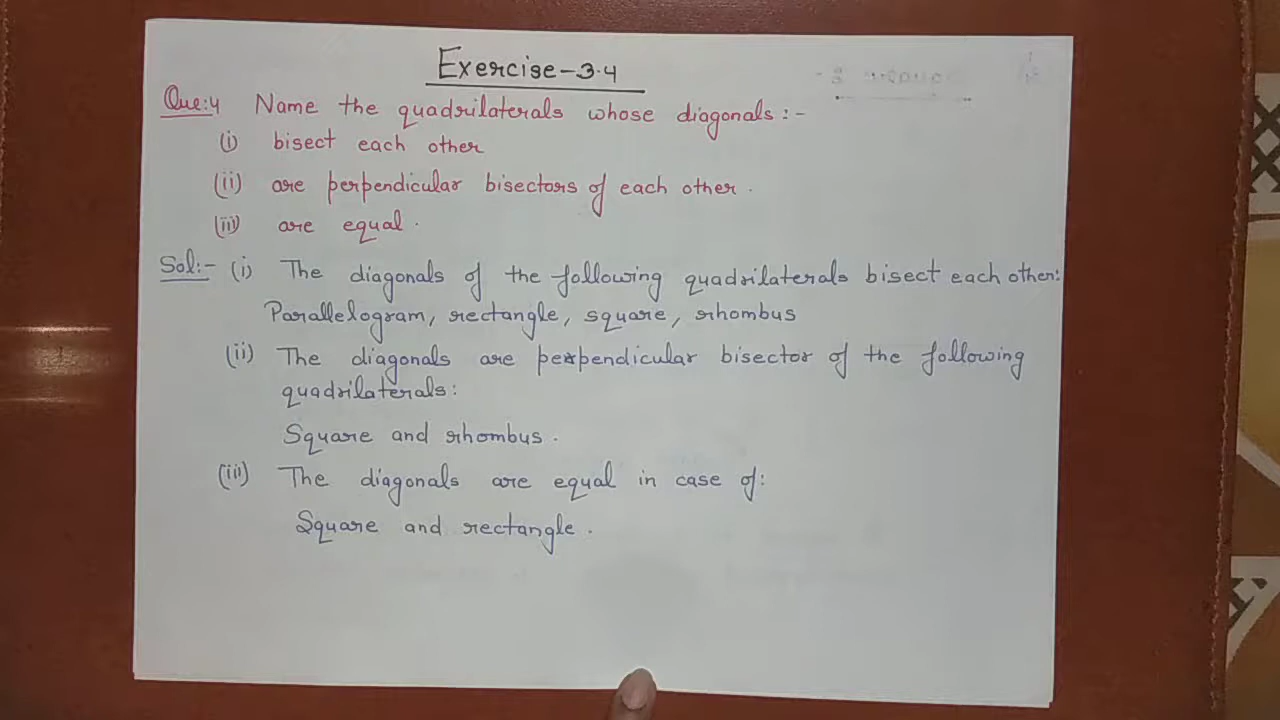 Exercise-3.4
Que:4 Name the quadrilaterals whose diagonals :-
(i) bisect each other
(ii) are perpendicular bisectors of each other .
(iii) are equal .
Sol:- (i) The diagonals of the following quadrilaterals bisect each other:
Parallelogram, rectangle, square, rhombus
(ii) The diagonals are perpendicular bisector of the following
quadrilaterals:
Square and rhombus .
(iii) The diagonals are equal in case of:
Square and rectangle .